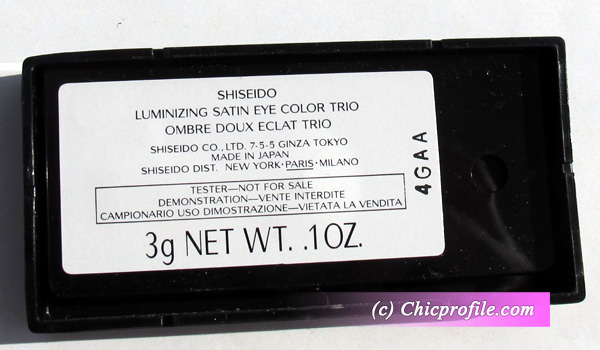 SHISEIDO
LUMINIZING SATIN EYE COLOR TRIO
OMBRE DOUX ECLAT TRIO
SHISEIDO CO., LTD. 7-5-5 GINZA TOKYO
MADE IN JAPAN
SHISEIDO DIST. NEW YORK·PARIS·MILANO
TESTER—NOT FOR SALE
DEMONSTRATION—VENTE INTERDITE
CAMPIONARIO USO DIMOSTRAZIONE—VIETATA LA VENDITA
3g NET WT. .1OZ.
4GAA
(c) Chicprofile.com